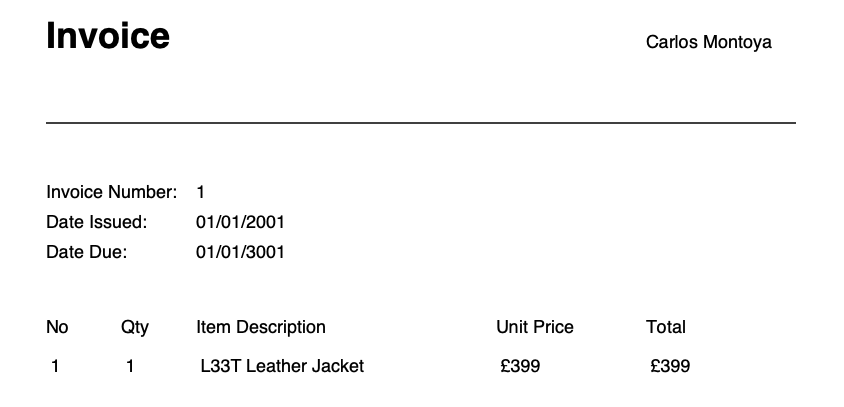 Invoice
Carlos Montoya
Invoice Number: 1
Date Issued: 01/01/2001
Date Due: 01/01/3001
No Qty Item Description Unit Price Total
1 1 L33T Leather Jacket £399 £399